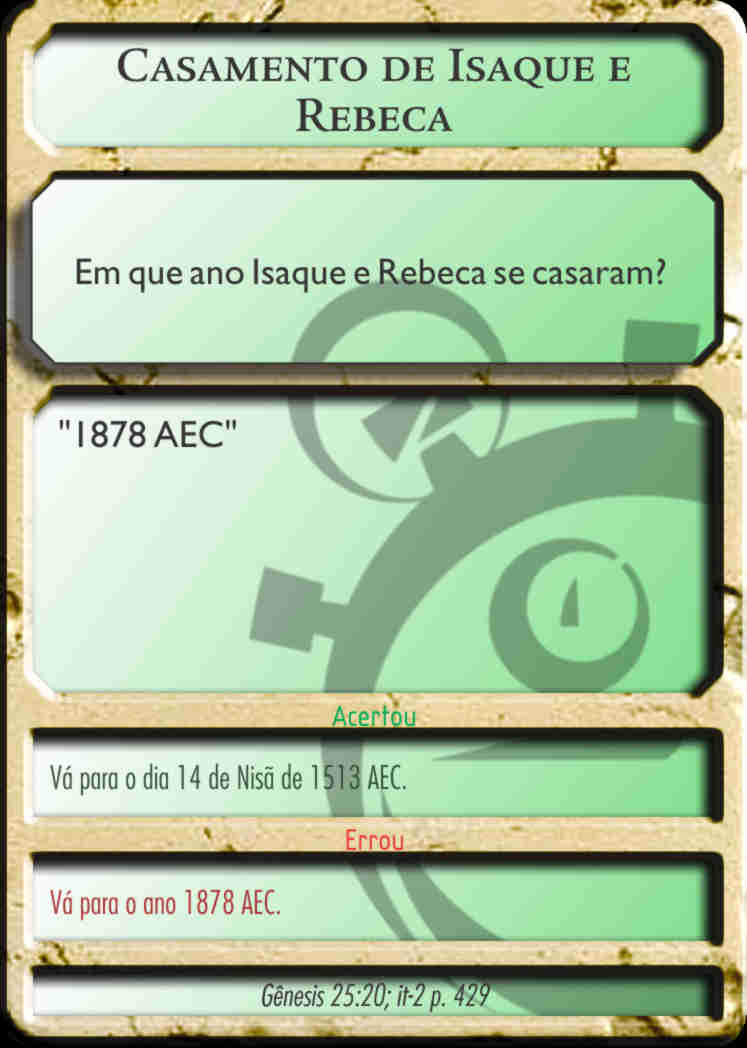 Casamento de Isaque e
Rebeca
Em que ano Isaque e Rebeca se casaram?
"1878 AEC"
Acertou
Vá para o dia 14 de Nisã de 1513 AEC.
Errou
Vá para o ano 1878 AEC.
Gênesis 25:20; it-2 p. 429